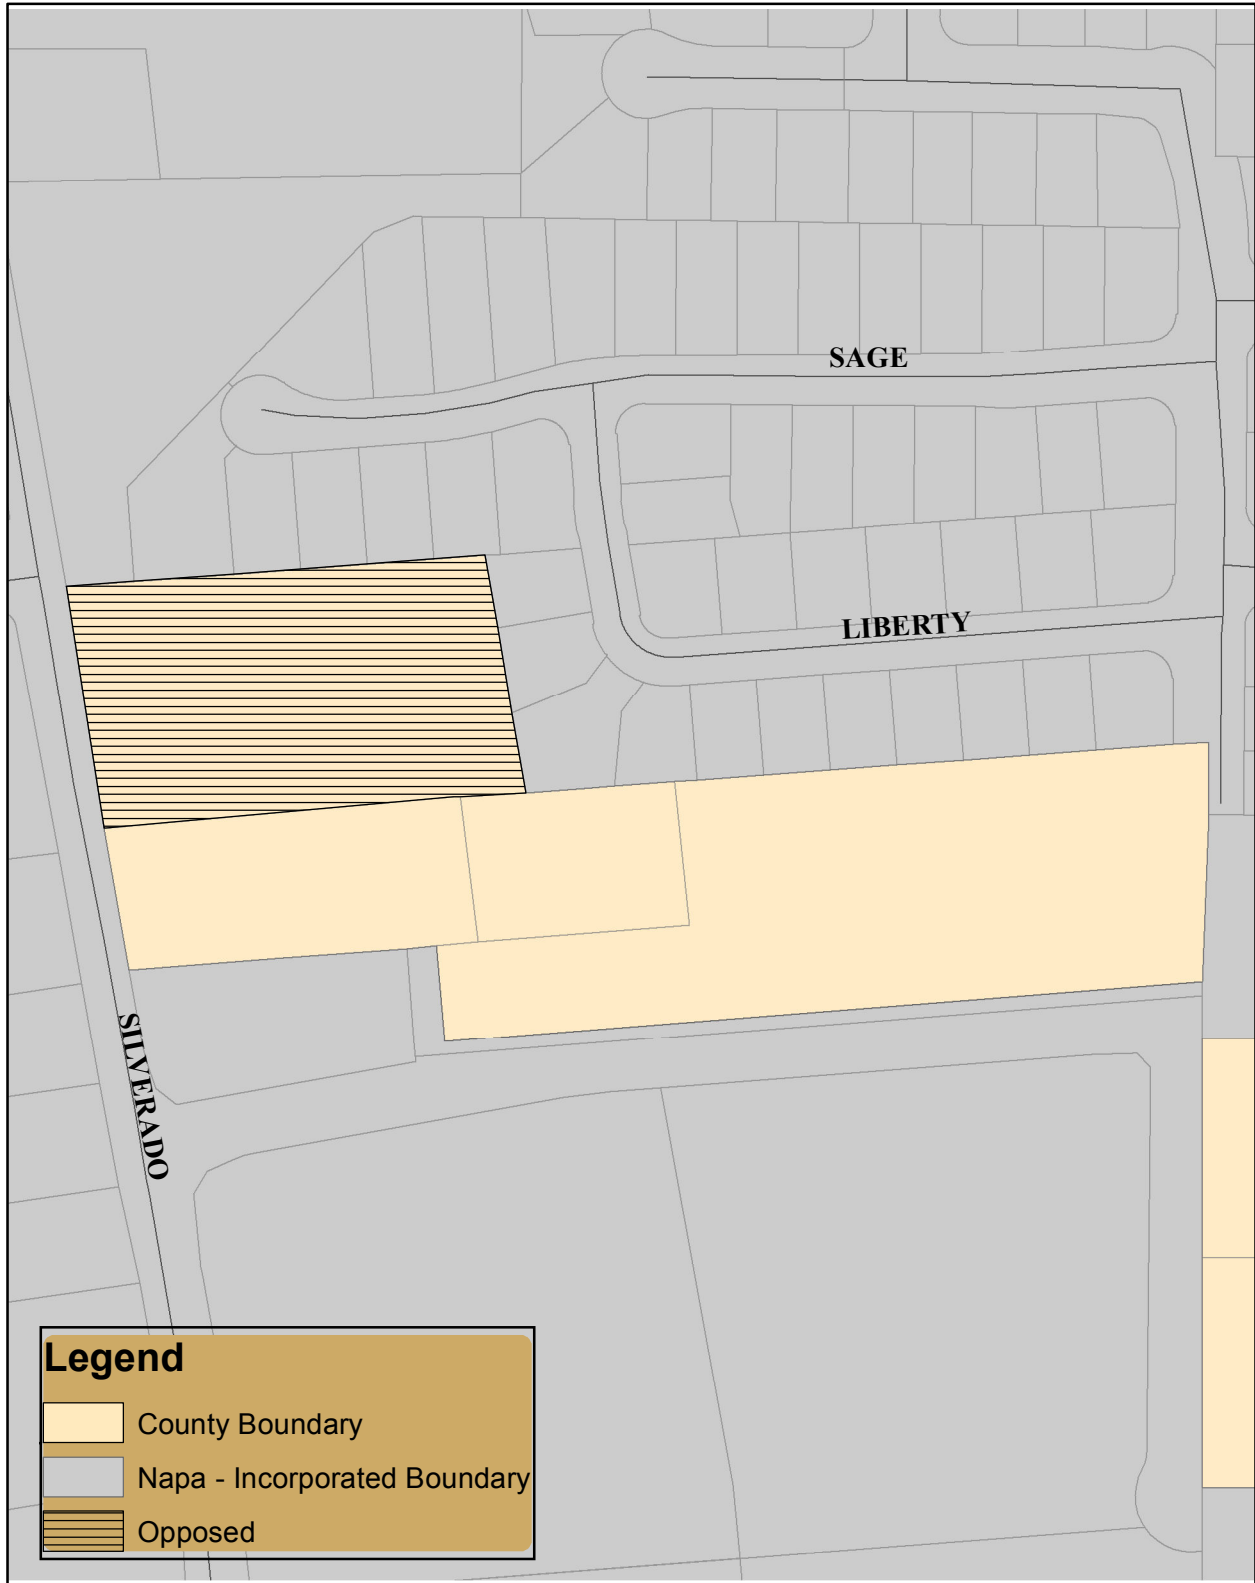 SAGE
LIBERTY
SILVERADO
Legend
County Boundary
Napa - Incorporated Boundary
Opposed